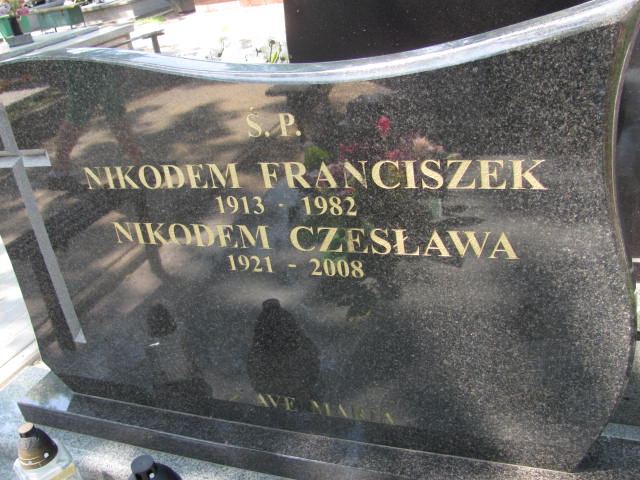 Ś.P.
NIKODEM FRANCISZEK
1913 - 1982
NIKODEM CZESŁAWA
1921 - 2008
AVE MARIA